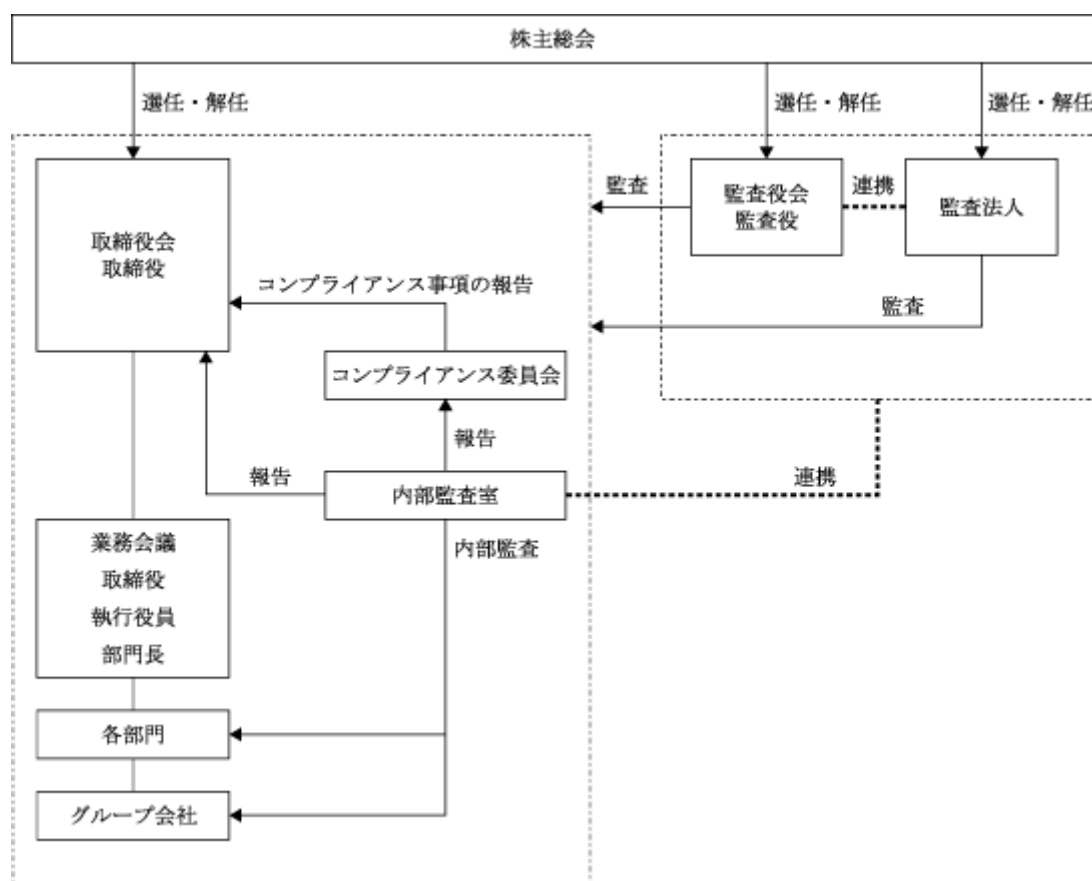 株主総会
選任・解任
選任・解任
選任・解任
取締役会
取締役
監査
監査役会
監査役
連携
監査法人
コンプライアンス事項の報告
監査
コンプライアンス委員会
報告
報告
内部監査室
連携
内部監査
業務会議
取締役
執行役員
部門長
各部門
グループ会社